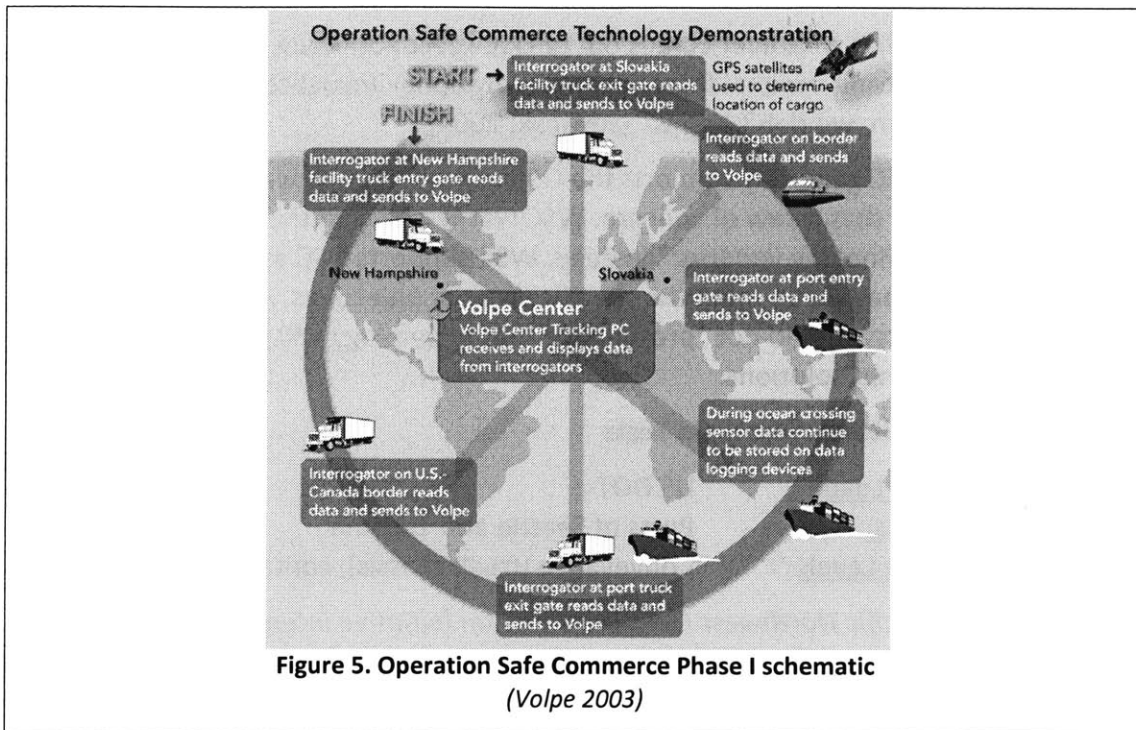 Operation Safe Commerce Technology Demonstration
START
Interrogator at Slovakia
facility truck exit gate reads
data and sends to Volpe
GPS satellites
used to determine
location of cargo
FINISH
Interrogator on border
reads data and sends
to Volpe
Interrogator at New Hampshire
facility truck entry gate reads
data and sends to Volpe
New Hampshire
Slovakia
Interrogator at port entry
gate reads data and
sends to Volpe
Volpe Center
Volpe Center Tracking PC
receives and displays data
from interrogators
During ocean crossing
sensor data continue
to be stored on data
logging devices
Interrogator on U.S.-
Canada border reads
data and sends to Volpe
Interrogator at port truck
exit gate reads data and
sends to Volpe
Figure 5. Operation Safe Commerce Phase I schematic
(Volpe 2003)